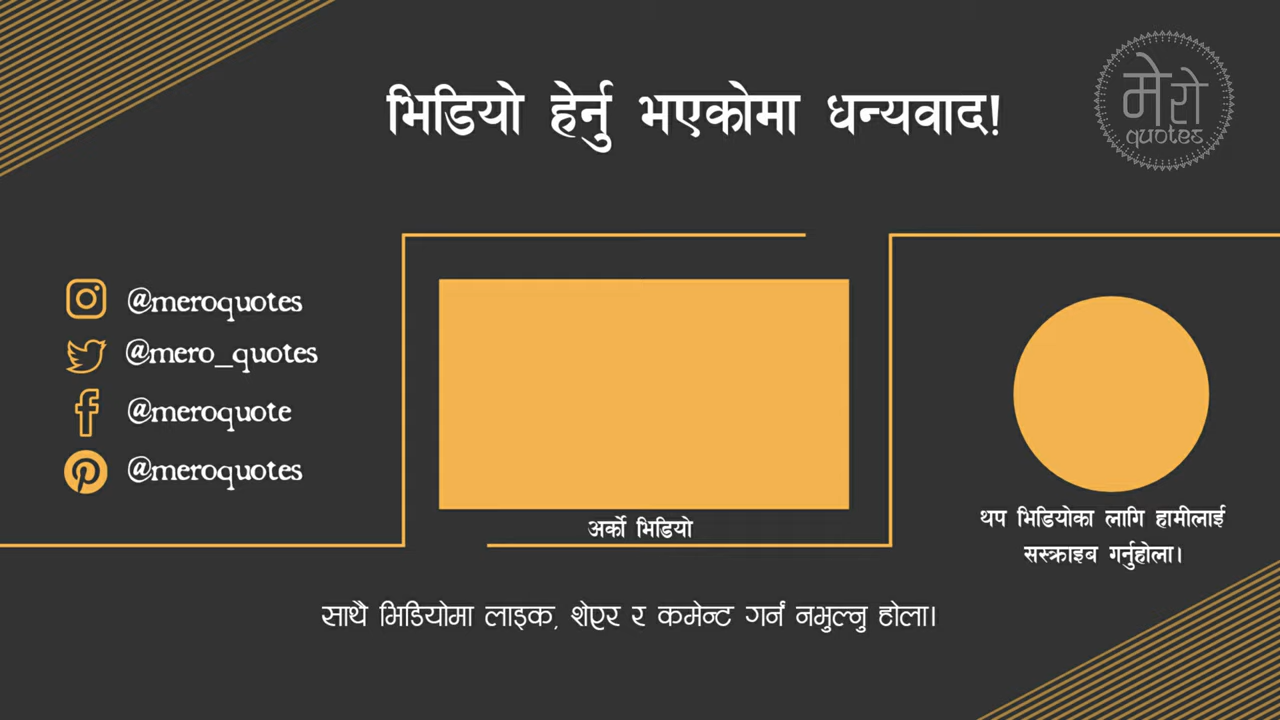 भिडियो हेर्नु भएकोमा धन्यवाद!
मेरो
quotes
@meroquotes
@mero_quotes
@meroquote
@meroquotes
अर्को भिडियो
थप भिडियोका लागि हामीलाई
सस्क्राइब गर्नुहोला।
साथै भिडियोमा लाइक, शेएर र कमेन्ट गर्न नभुल्नु होला।